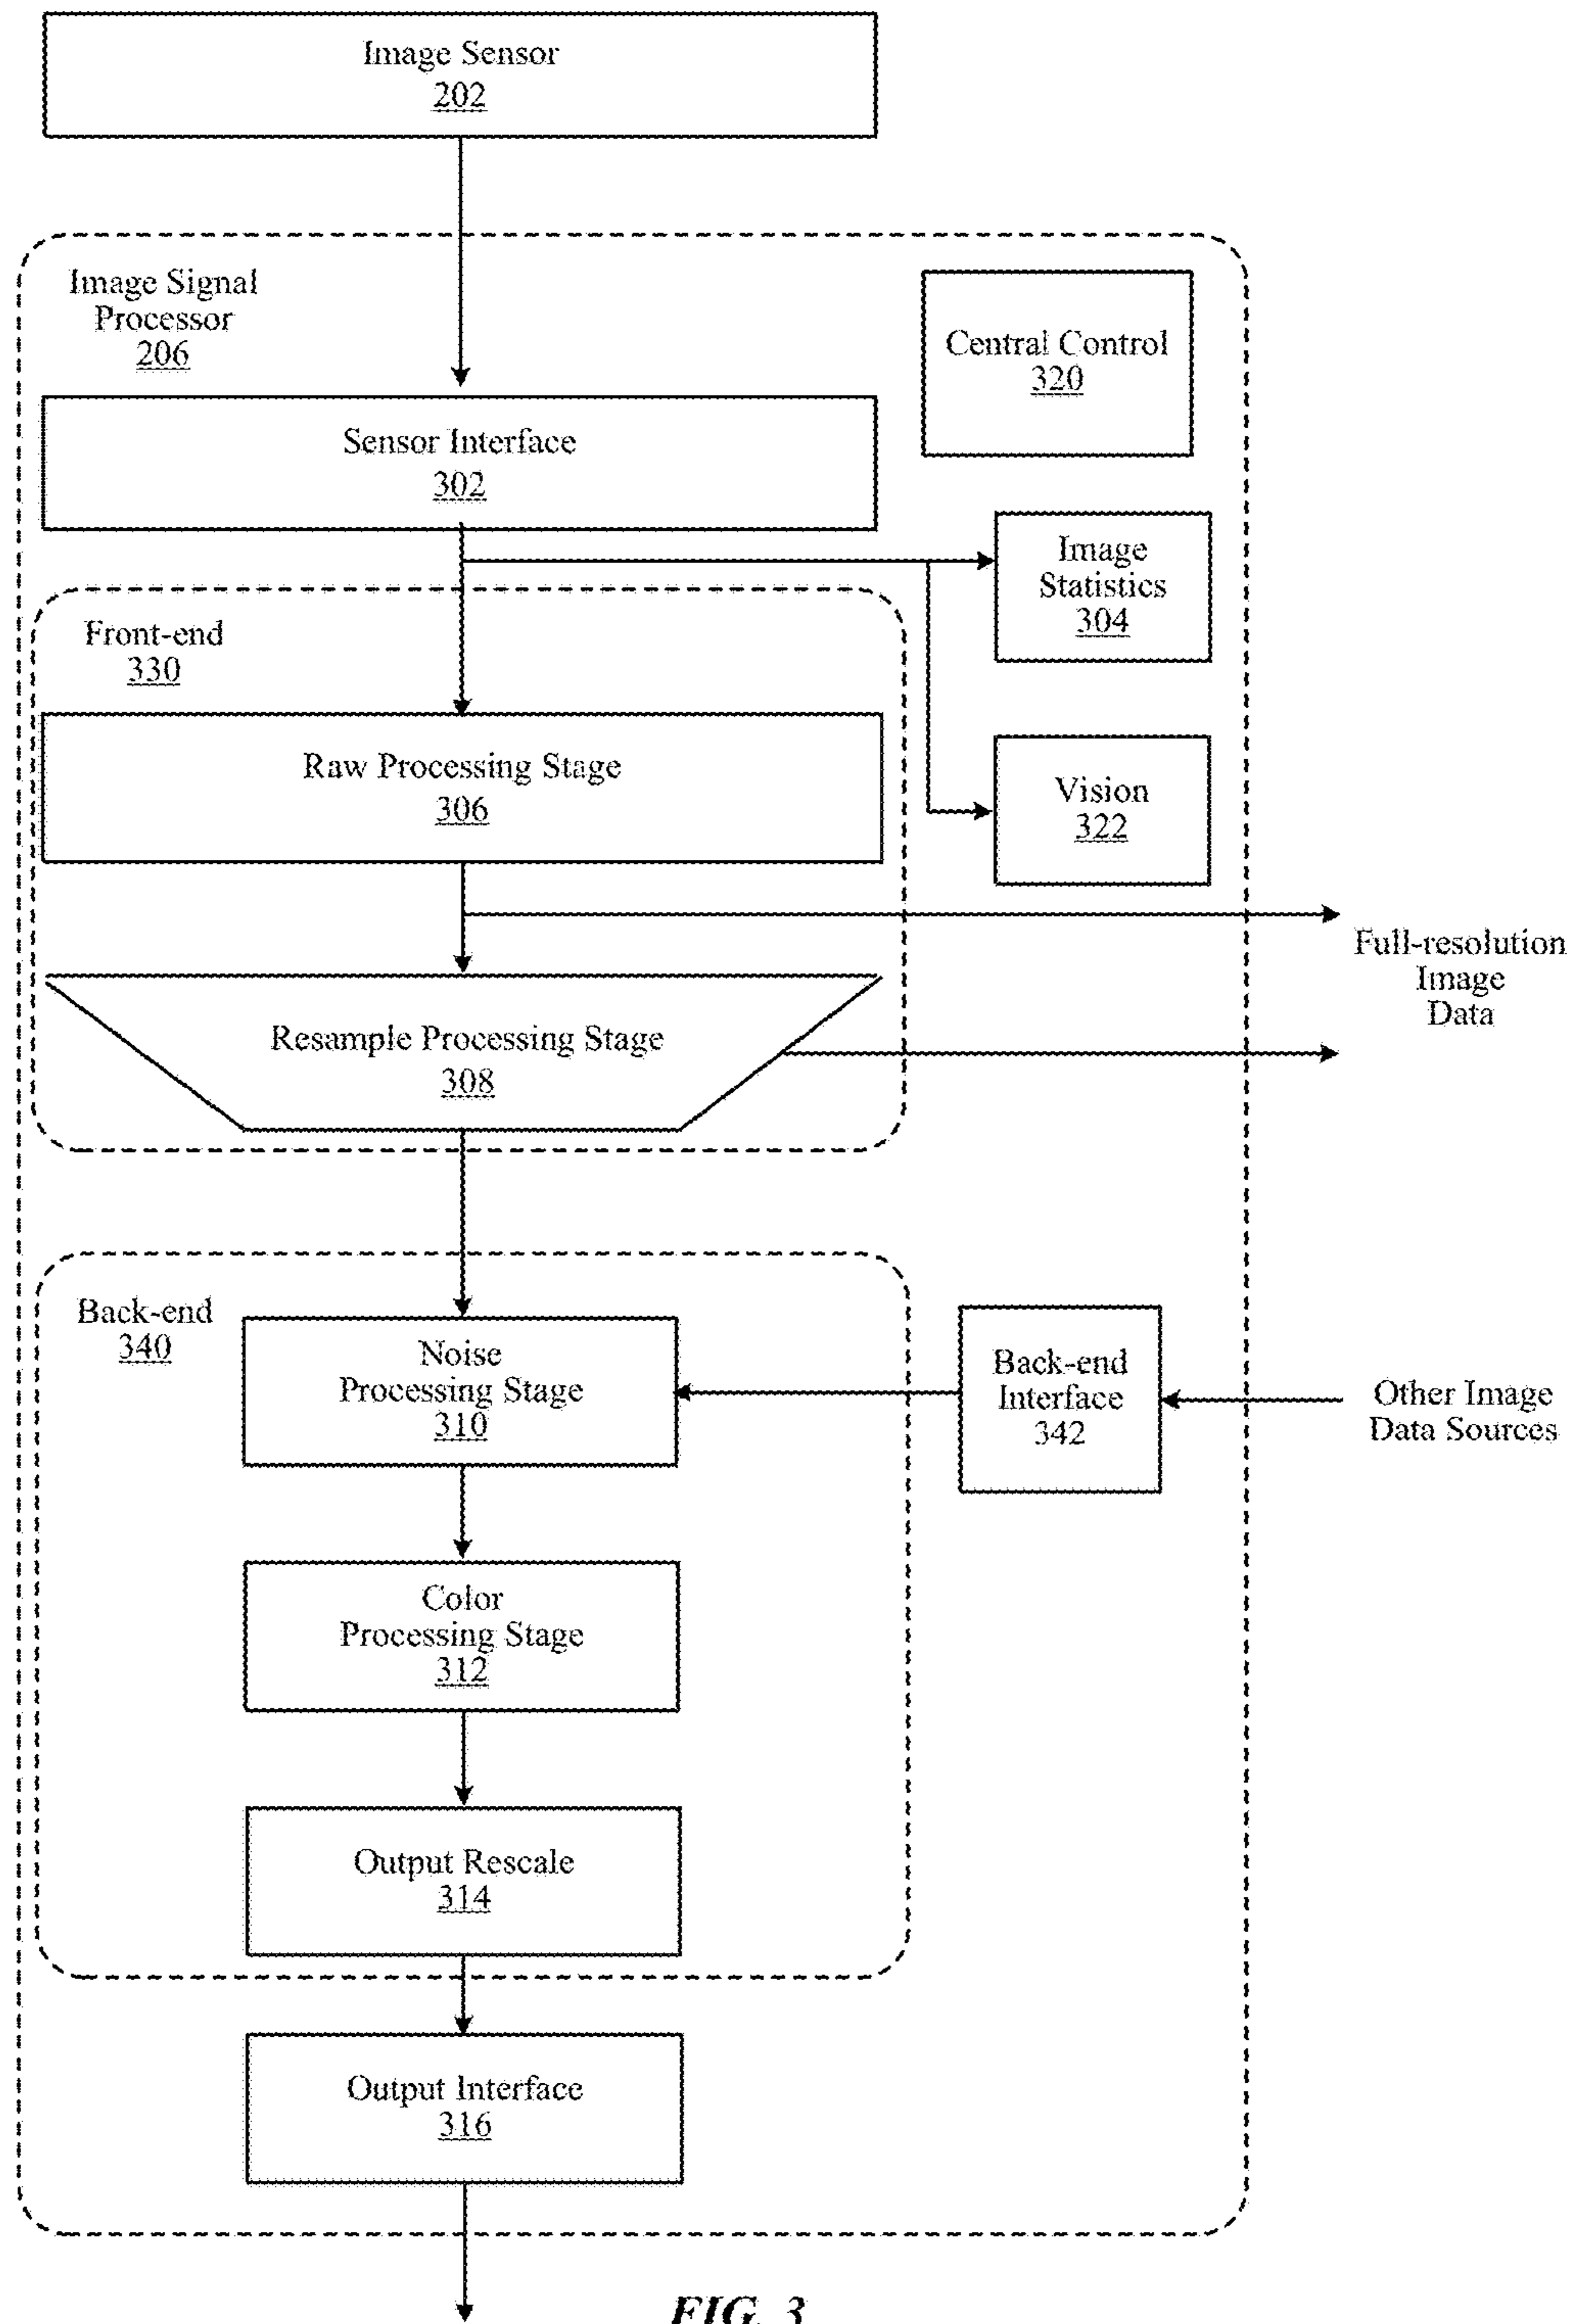 Image Sensor
202
Image Signal
Processor
206
Central Control
320
Sensor Interface
302
Image
Statistics
304
Front-end
330
Raw Processing Stage
306
Vision
322
Full-resolution
Image
Data
Resample Processing Stage
308
Back-end
340
Noise
Processing Stage
310
Back-end
Interface
342
Other Image
Data Sources
Color
Processing Stage
312
Output Rescale
314
Output Interface
316
FIG. 3